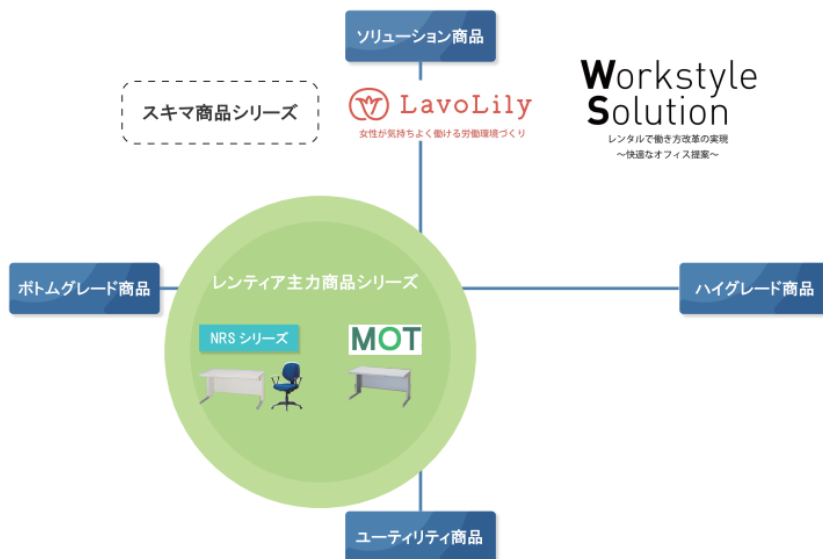 ソリューション商品
スキマ商品シリーズ
LavoLily
女性が気持ちよく働ける労働環境づくり
Workstyle
Solution
レンタルで働き方改革の実現
〜快適なオフィス提案〜
ボトムグレード商品
レンティア主力商品シリーズ
ハイグレード商品
NRSシリーズ
MOT
ユーティリティ商品